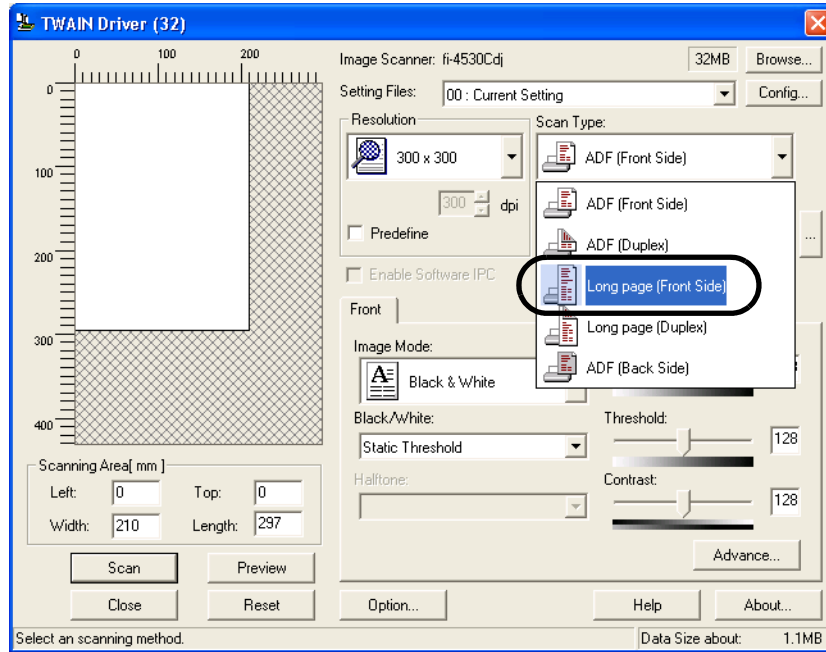 TWAIN Driver (32)
0 100 200
Image Scanner: fi-4530Cdj 32MB Browse...
Setting Files: 00 : Current Setting Config...
Resolution Scan Type:
300 x 300 ADF (Front Side)
300 dpi
Predefine
...
ADF (Front Side)
ADF (Duplex)
Long page (Front Side)
Long page (Duplex)
ADF (Back Side)
Enable Software IPC
Front
Image Mode:
Black & White
Black/White: Threshold:
Static Threshold 128
Halftone: Contrast:
128
Advance...
0
100
200
300
400
Scanning Area[ mm ]
Left: 0 Top: 0
Width: 210 Length: 297
Scan Preview
Close Reset Option... Help About...
Select an scanning method. Data Size about: 1.1MB